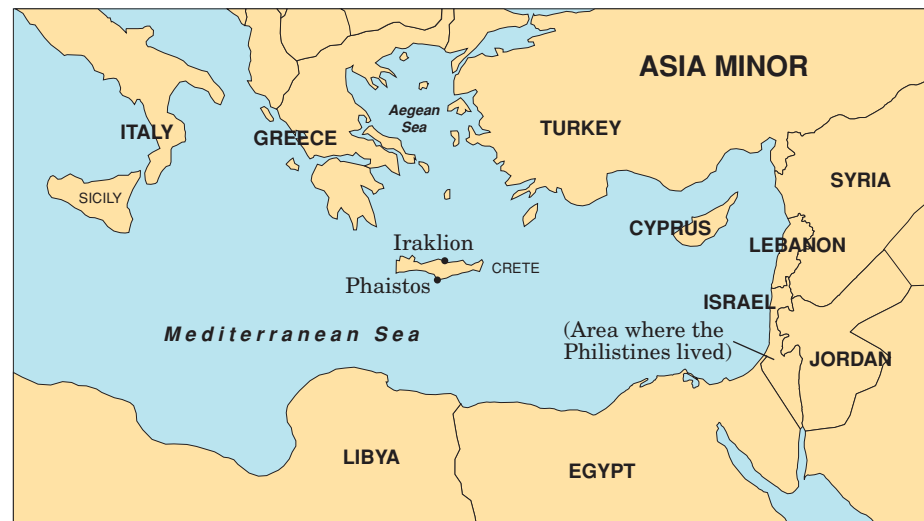 ASIA MINOR
Aegean
Sea
ITALY
GREECE
TURKEY
SICILY
SYRIA
CYPRUS
LEBANON
Iraklion
CRETE
Phaistos
ISRAEL
Mediterranean Sea
(Area where the
Philistines lived)
JORDAN
LIBYA
EGYPT